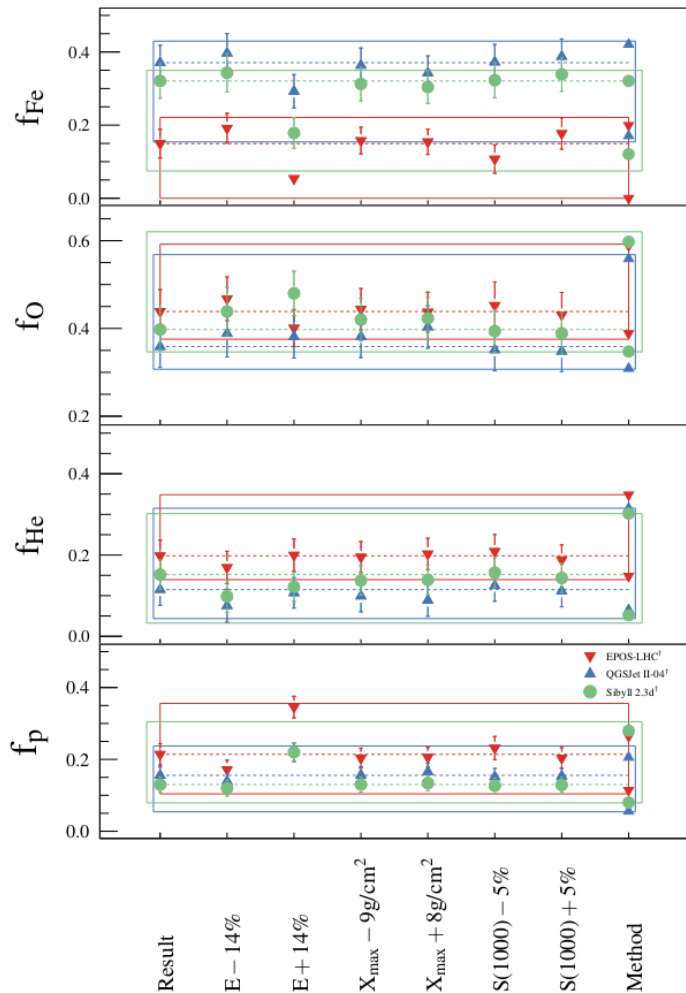 f_Fe
0.4
0.2
0.0
f_O
0.6
0.4
0.2
f_He
0.4
0.2
0.0
f_p
0.4
0.2
0.0
EPOS-LHC†
QGSJet II-04†
Sibyll 2.3d†
Result
E − 14%
E + 14%
X_max − 9g/cm²
X_max + 8g/cm²
S(1000) − 5%
S(1000) + 5%
Method